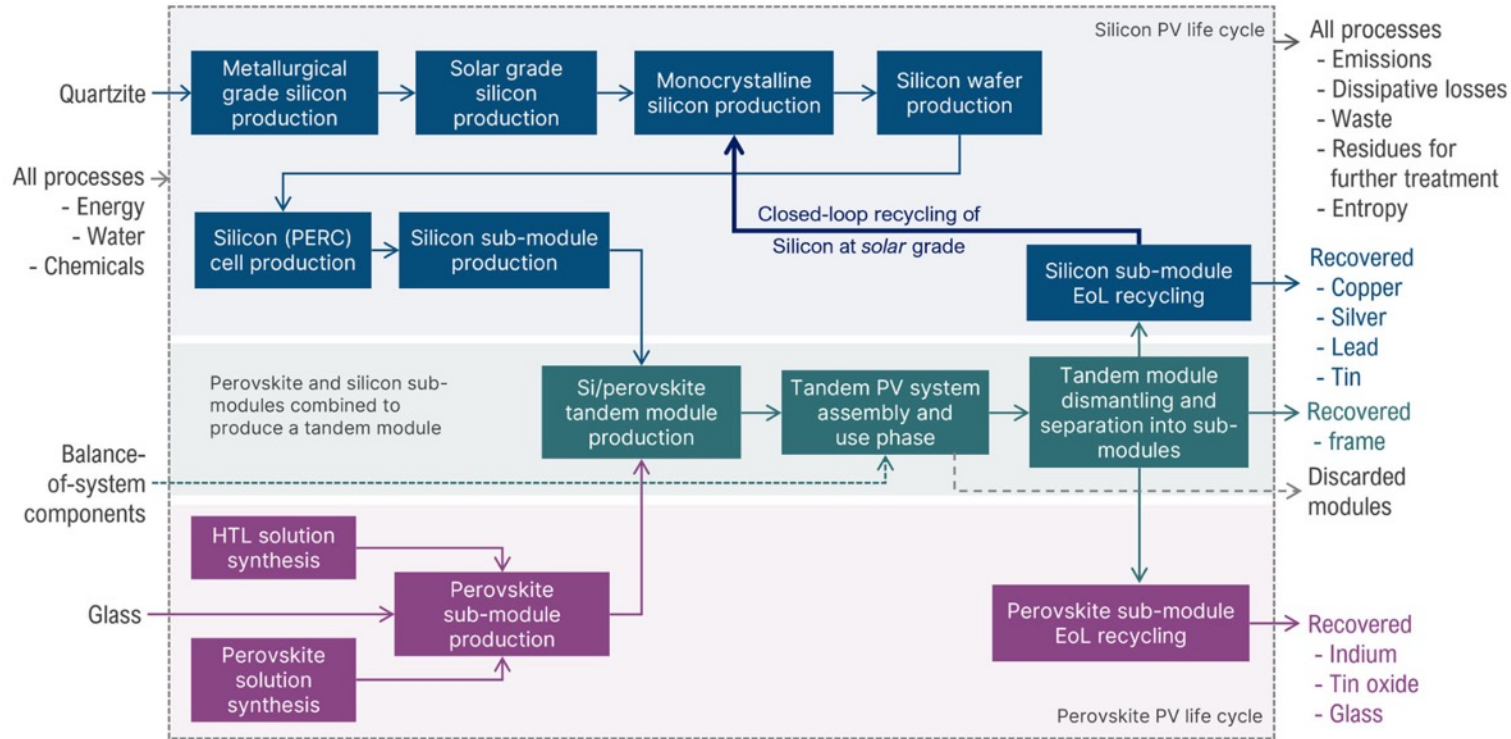 Silicon PV life cycle
Quartzite
Metallurgical
grade silicon
production
Solar grade
silicon
production
Monocrystalline
silicon production
Silicon wafer
production
All processes
- Emissions
- Dissipative losses
- Waste
- Residues for
further treatment
- Entropy
All processes
- Energy
- Water
- Chemicals
Silicon (PERC)
cell production
Silicon sub-module
production
Closed-loop recycling of
Silicon at solar grade
Silicon sub-module
EoL recycling
Recovered
- Copper
- Silver
- Lead
- Tin
Perovskite and silicon sub-
modules combined to
produce a tandem module
Si/perovskite
tandem module
production
Tandem PV system
assembly and
use phase
Tandem module
dismantling and
separation into sub-
modules
Recovered
- frame
Balance-
of-system
components
Discarded
modules
HTL solution
synthesis
Glass
Perovskite
sub-module
production
Perovskite
solution
synthesis
Perovskite sub-module
EoL recycling
Recovered
- Indium
- Tin oxide
- Glass
Perovskite PV life cycle